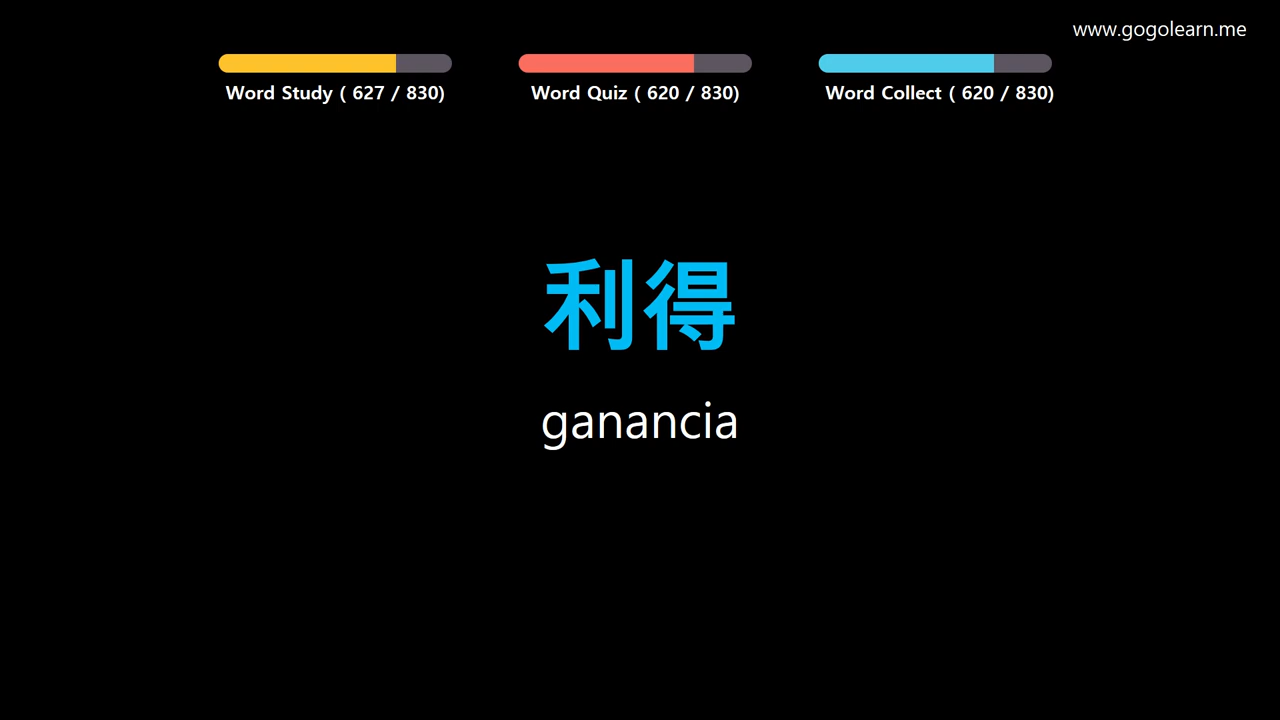 www.gogolearn.me
Word Study ( 627 / 830)
Word Quiz ( 620 / 830)
Word Collect ( 620 / 830)
利得
ganancia